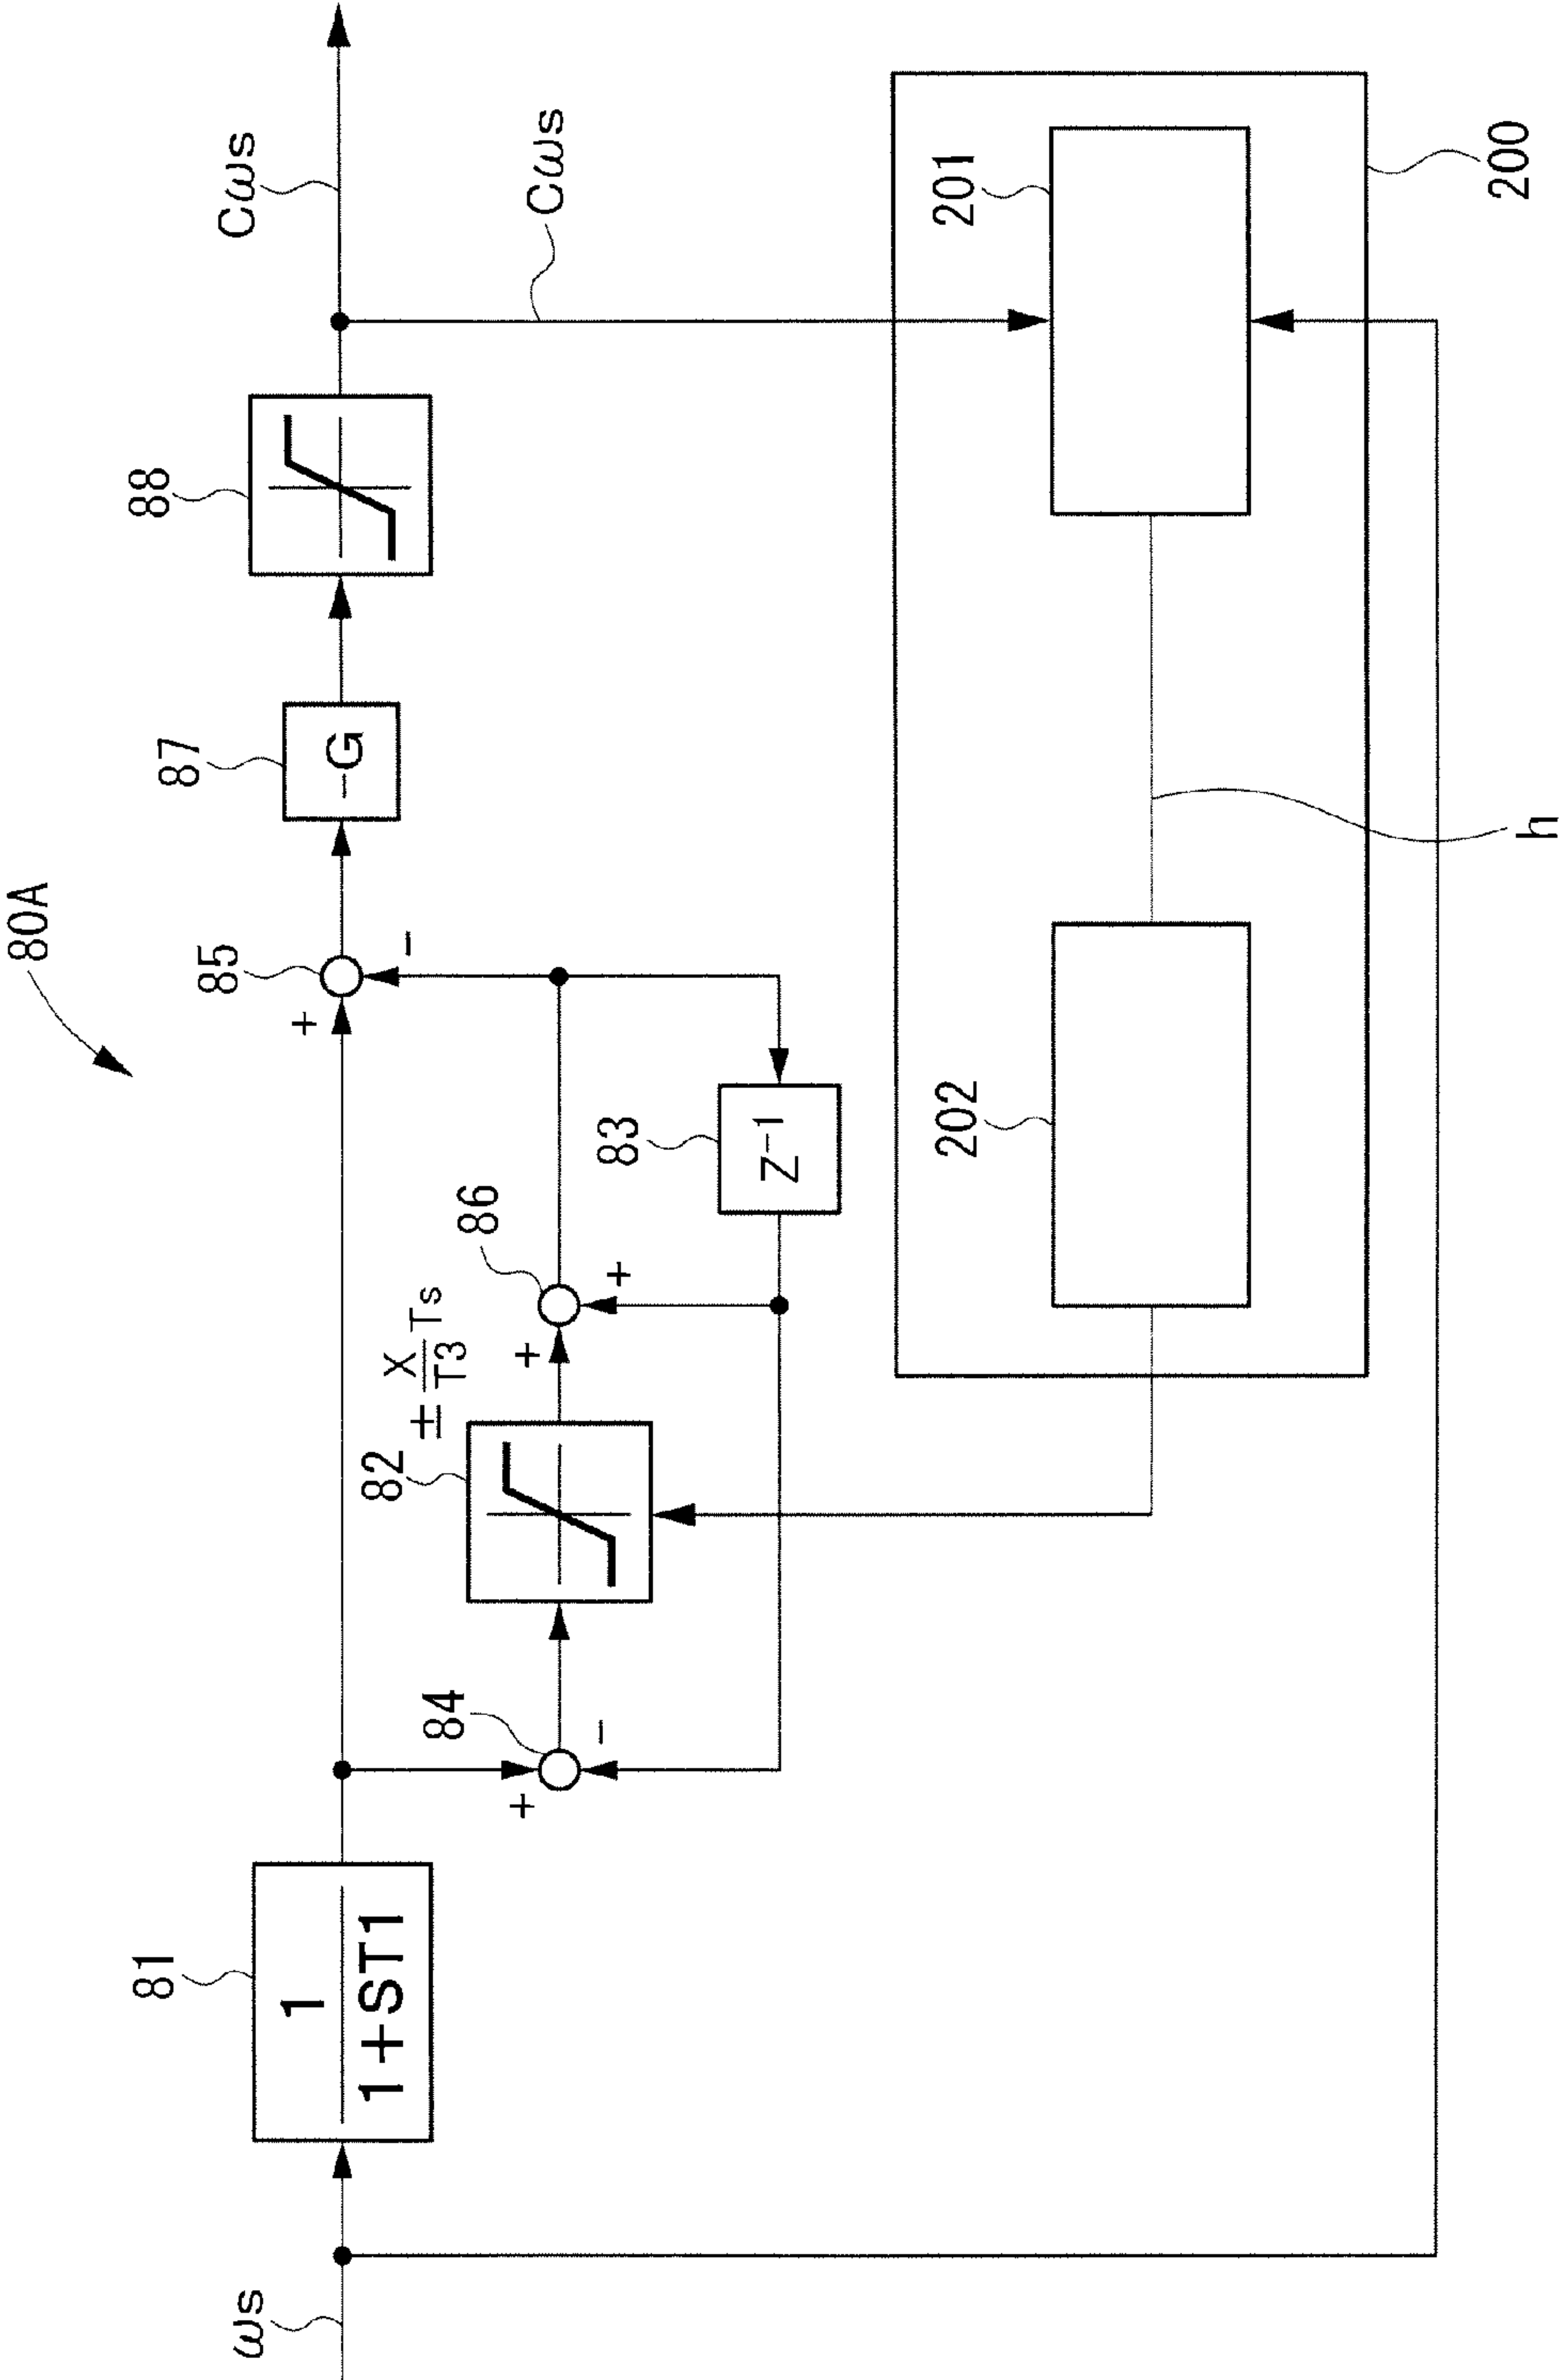 80A
ωs
81
1
1+ST1
84
+
−
82
± X/T3 Ts
+
86
+
83
Z⁻¹
85
+
−
87
−G
88
Cωs
Cωs
202
201
h
200